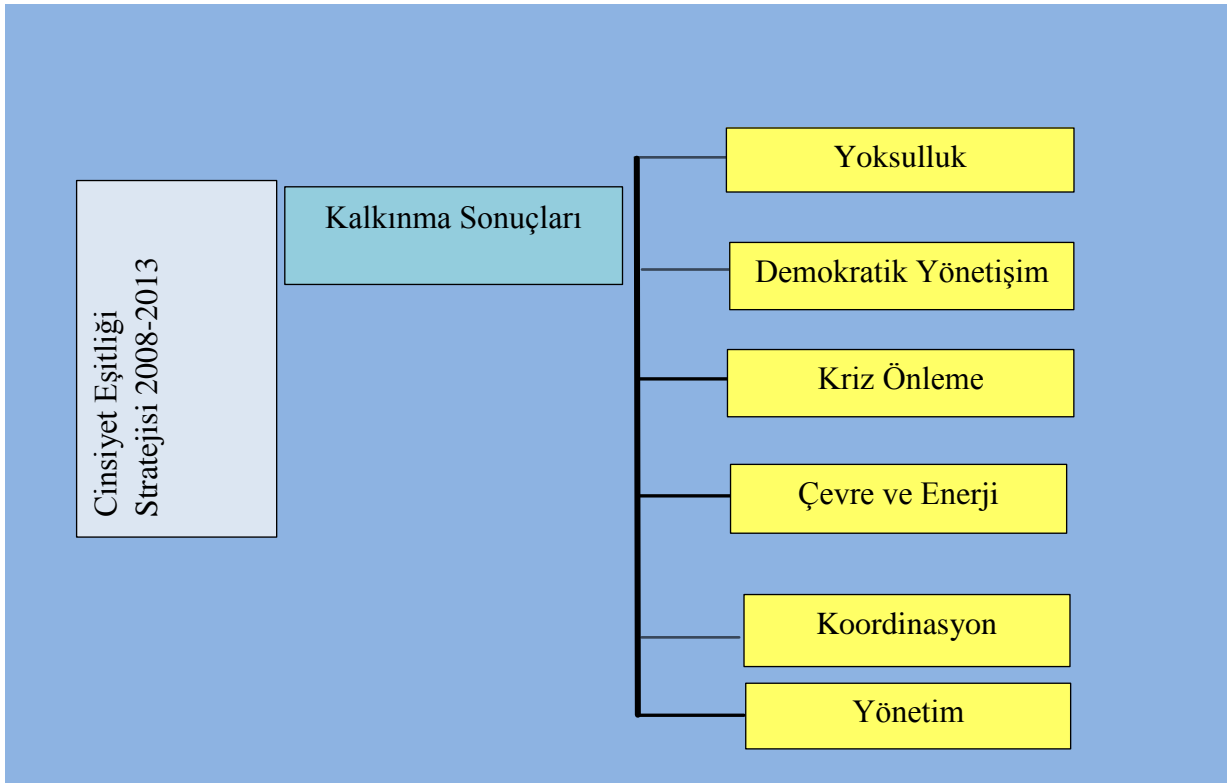 Cinsiyet Eşitliği
Stratejisi 2008-2013
Kalkınma Sonuçları
Yoksulluk
Demokratik Yönetişim
Kriz Önleme
Çevre ve Enerji
Koordinasyon
Yönetim